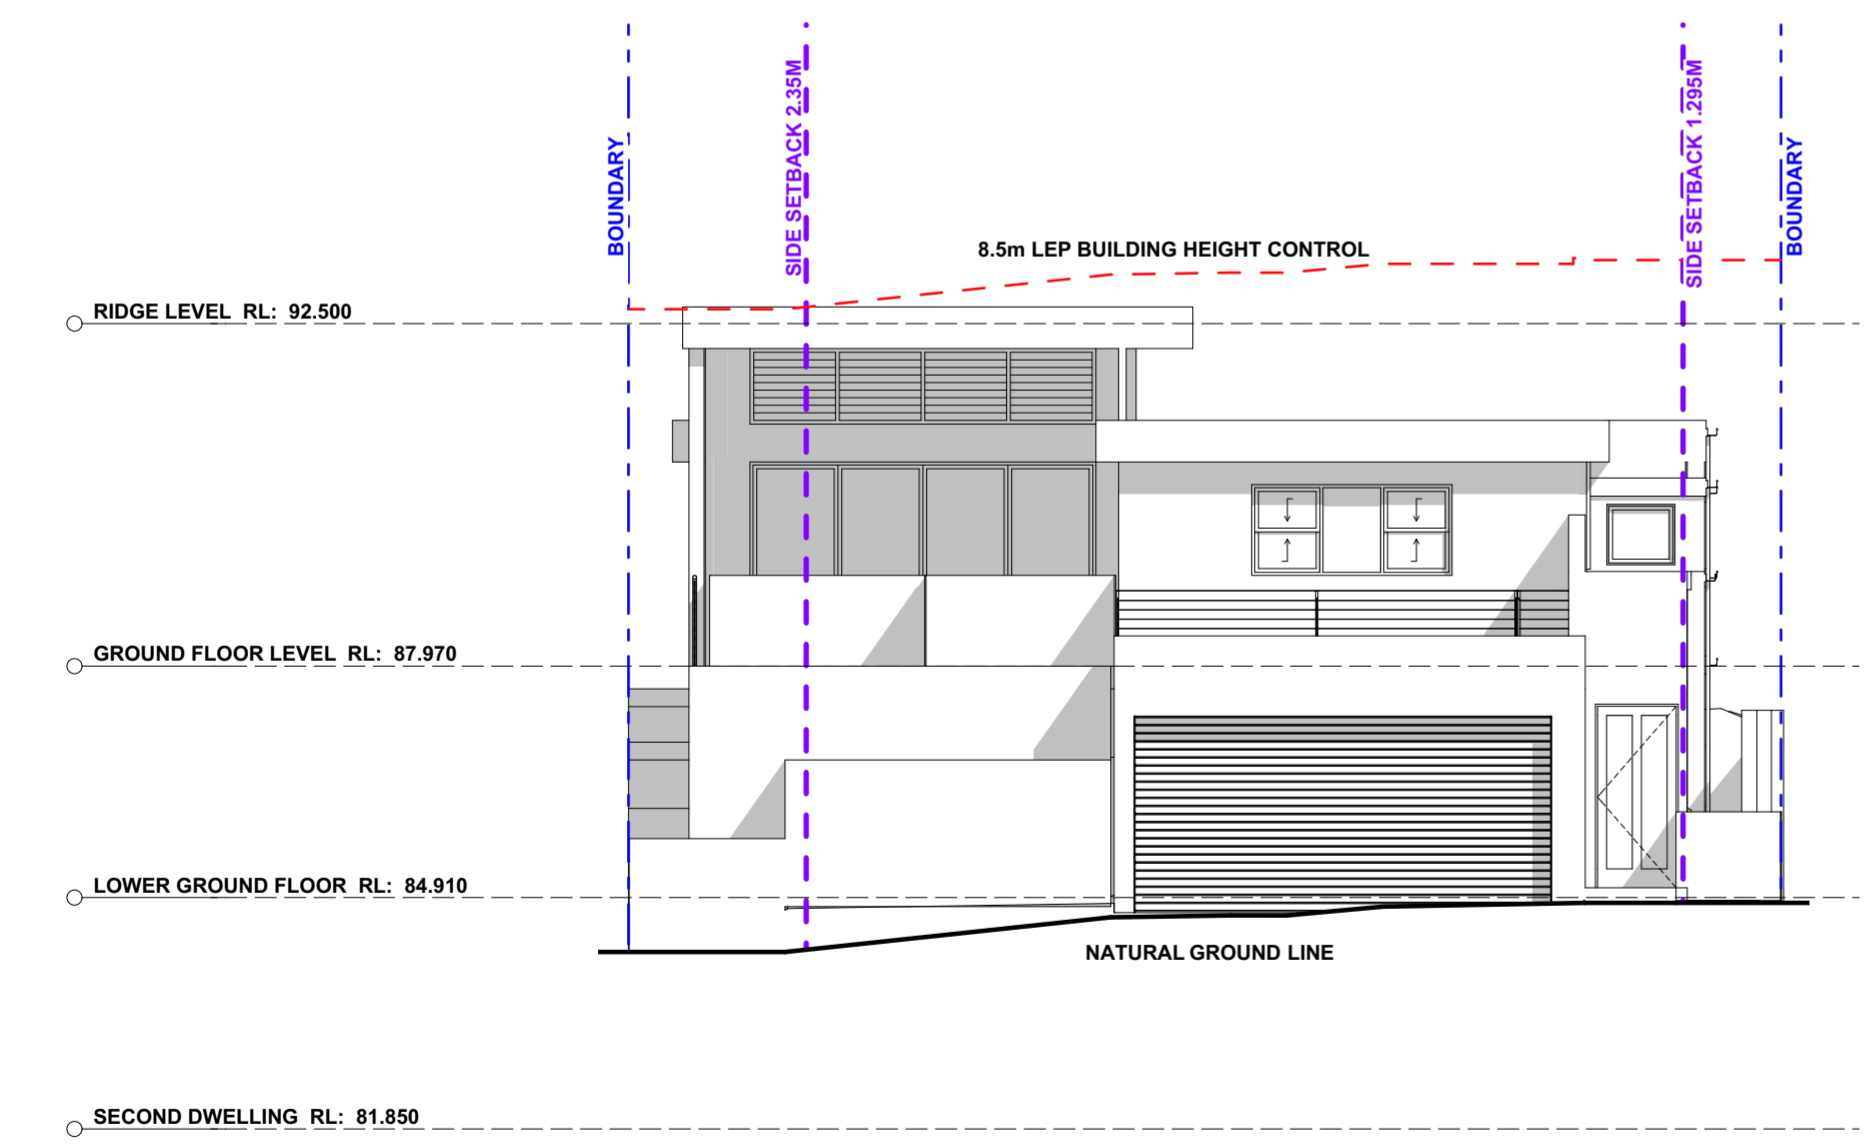 SIDE SETBACK 2.35M
SIDE SETBACK 1.295M
BOUNDARY
BOUNDARY
8.5m LEP BUILDING HEIGHT CONTROL
RIDGE LEVEL RL: 92.500
GROUND FLOOR LEVEL RL: 87.970
LOWER GROUND FLOOR RL: 84.910
NATURAL GROUND LINE
SECOND DWELLING RL: 81.850